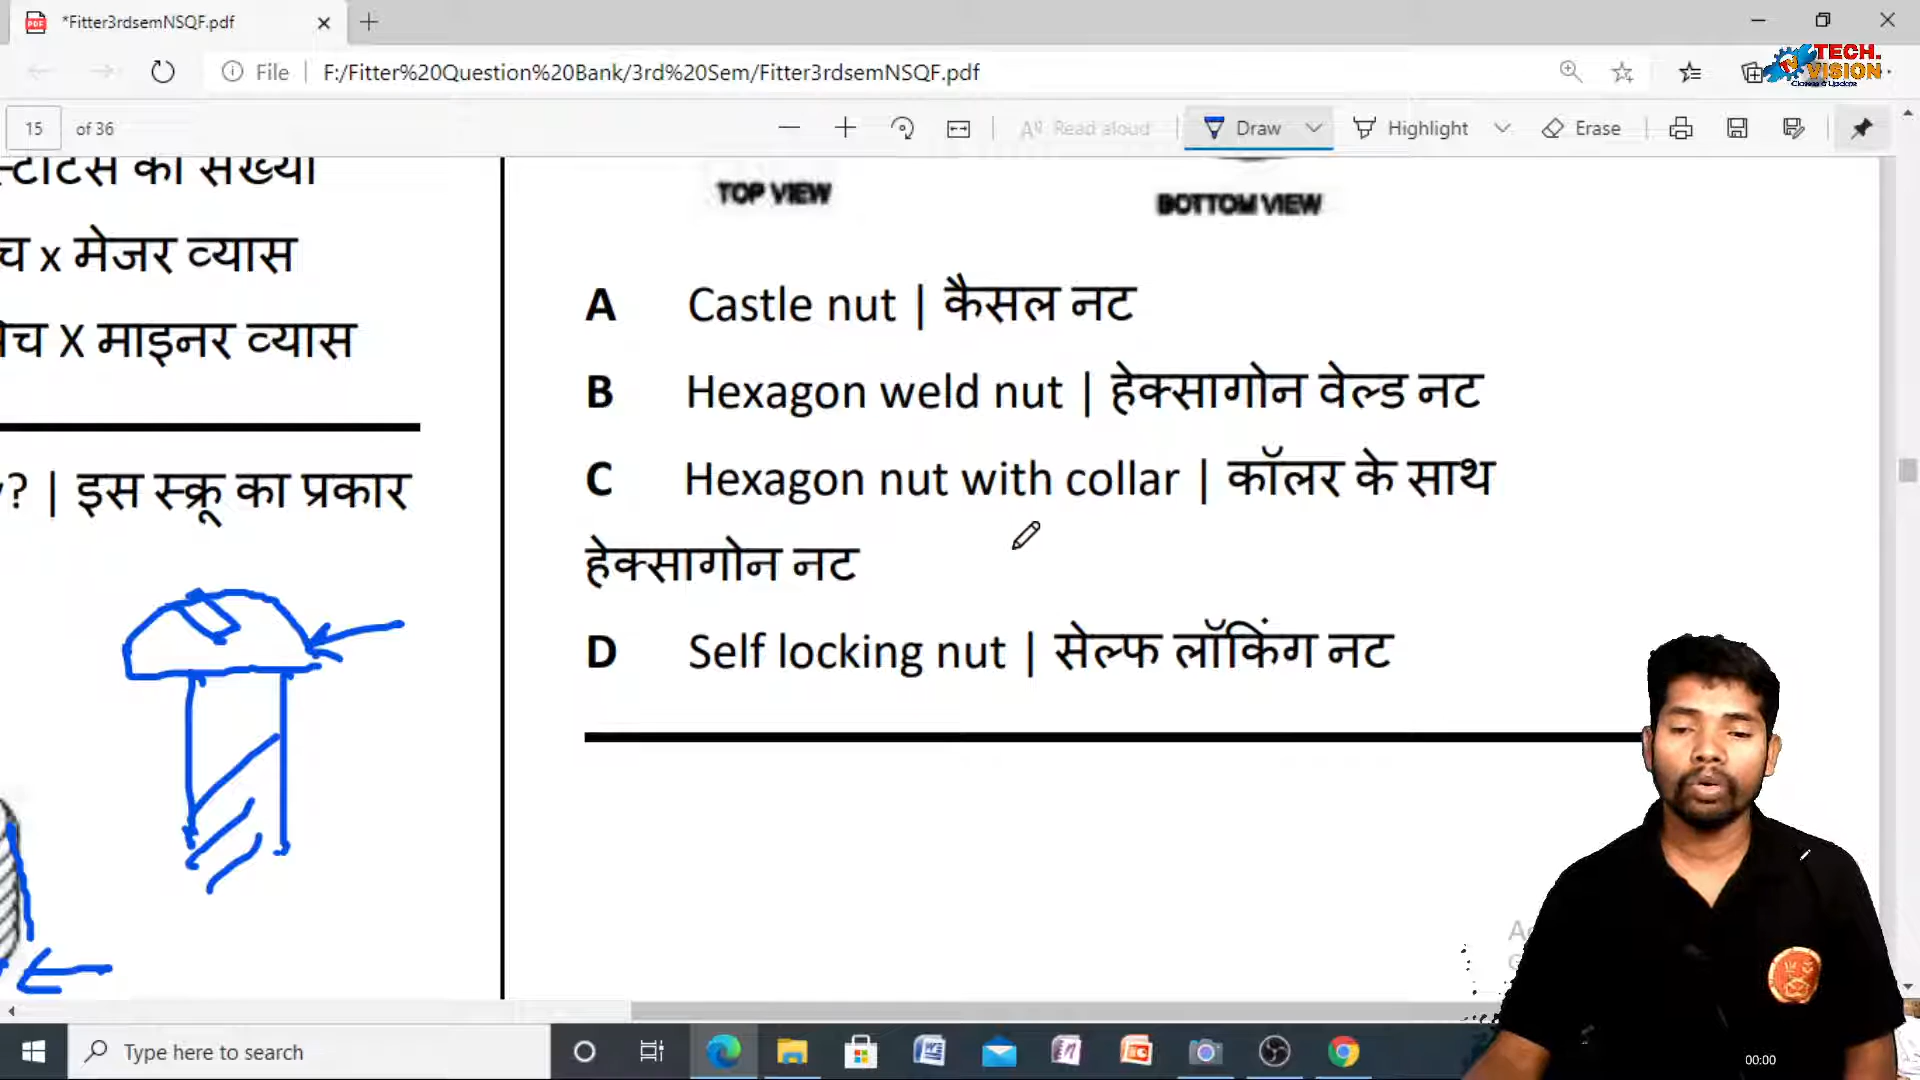 *Fitter3rdsemNSQF.pdf
TECH.
VISION
Classes & Update
File | F:/Fitter%20Question%20Bank/3rd%20Sem/Fitter3rdsemNSQF.pdf
15 of 36
Read aloud
Draw
Highlight
Erase
स्टार्ट्स की संख्या
च x मेजर व्यास
पिच X माइनर व्यास
? | इस स्क्रू का प्रकार
TOP VIEW
BOTTOM VIEW
A Castle nut | कैसल नट
B Hexagon weld nut | हेक्सागोन वेल्ड नट
C Hexagon nut with collar | कॉलर के साथ
हेक्सागोन नट
D Self locking nut | सेल्फ लॉकिंग नट
Type here to search
00:00